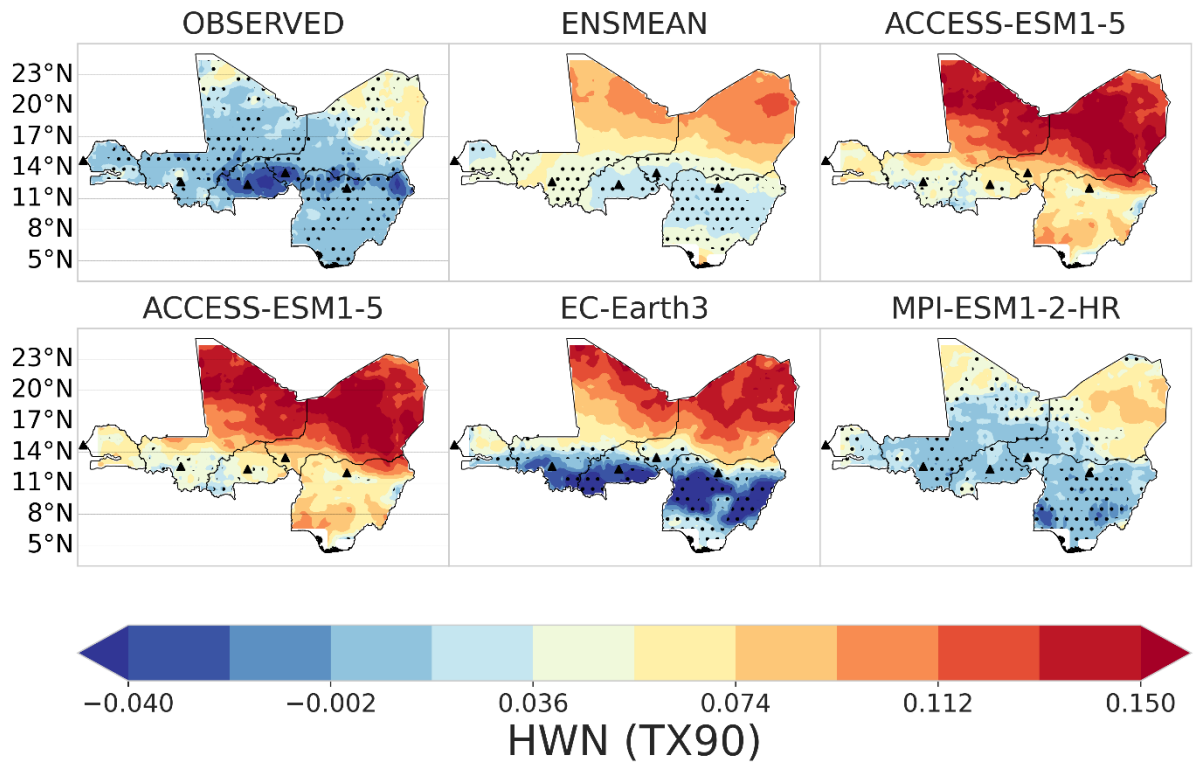 OBSERVED ENSMEAN ACCESS-ESM1-5
23°N
20°N
17°N
14°N
11°N
8°N
5°N
ACCESS-ESM1-5 EC-Earth3 MPI-ESM1-2-HR
23°N
20°N
17°N
14°N
11°N
8°N
5°N
−0.040 −0.002 0.036 0.074 0.112 0.150
HWN (TX90)